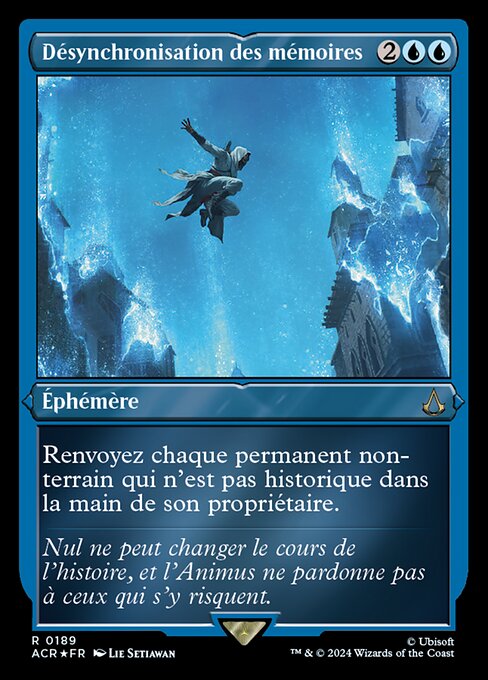 Désynchronisation des mémoires 2
Éphémère
Renvoyez chaque permanent non-
terrain qui n'est pas historique dans
la main de son propriétaire.
Nul ne peut changer le cours de
l'histoire, et l'Animus ne pardonne pas
à ceux qui s'y risquent.
R 0189
ACR★FR Lie Setiawan
© Ubisoft
™ & © 2024 Wizards of the Coast